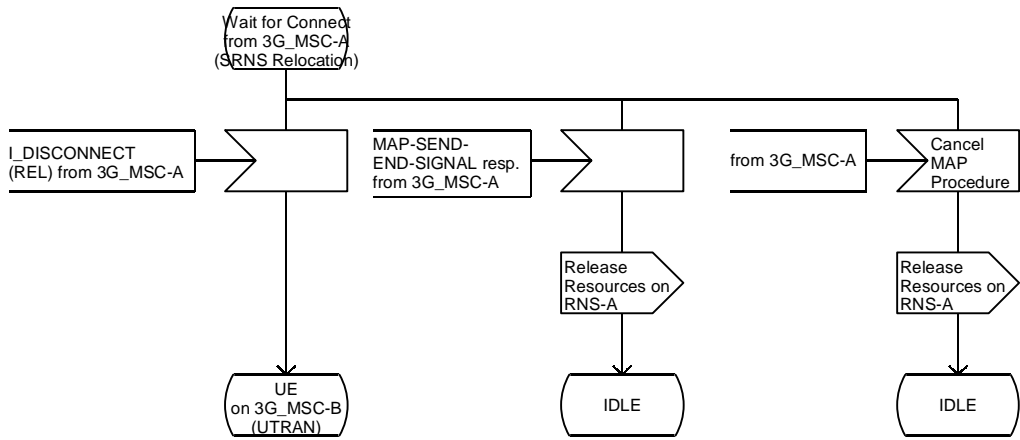 Wait for Connect
from 3G_MSC-A
(SRNS Relocation)
I_DISCONNECT
(REL) from 3G_MSC-A
MAP-SEND-
END-SIGNAL resp.
from 3G_MSC-A
from 3G_MSC-A
Cancel
MAP
Procedure
Release
Resources on
RNS-A
Release
Resources on
RNS-A
UE
on 3G_MSC-B
(UTRAN)
IDLE
IDLE